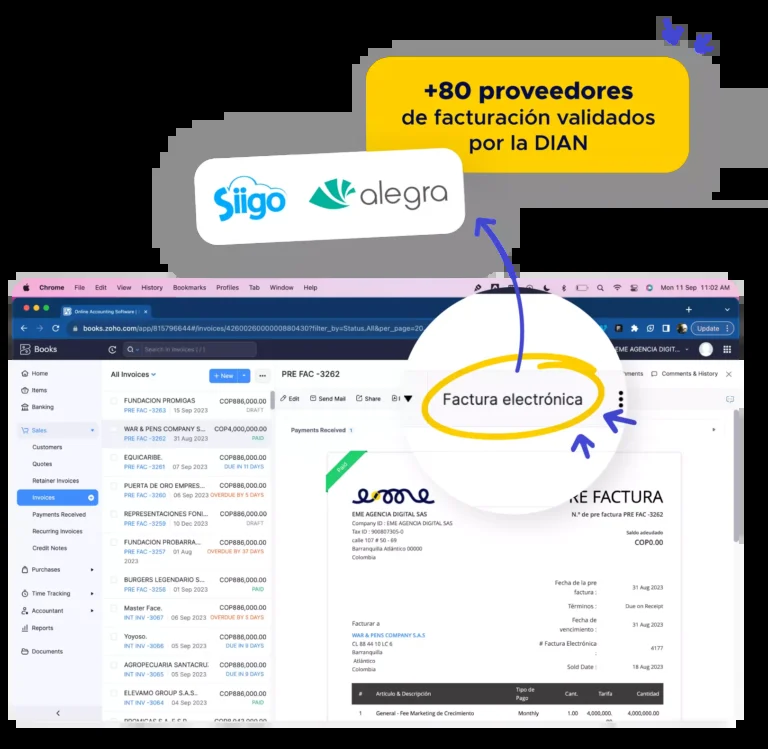 +80 proveedores
de facturación validados
por la DIAN
Siigo alegra
Chrome File Edit View History Bookmarks Profiles Tab Window Help
Mon 11 Sep 11:02 AM
Online Accounting Software |
books.zoho.com/app/815796644#/invoices/4260026000000880430?filter_by=Status.All&per_page=20
Update
Books
Search in Invoices ( / )
EME AGENCIA DIGIT...
Home
Items
Banking
Sales
Customers
Quotes
Retainer Invoices
Invoices
Payments Received
Recurring Invoices
Credit Notes
Purchases
Time Tracking
Accountant
Reports
Documents
All Invoices
+ New
FUNDACION PROMIGAS COP886,000.00
PRE FAC -3263 15 Sep 2023 DRAFT
WAR & PENS COMPANY S... COP4,000,000.00
PRE FAC -3262 31 Aug 2023 PAID
EQUICARIBE. COP886,000.00
PRE FAC -3261 07 Sep 2023 DUE IN 11 DAYS
PUERTA DE ORO EMPRES... COP886,000.00
PRE FAC -3260 06 Sep 2023 OVERDUE BY 5 DAYS
REPRESENTACIONES FONI... COP886,000.00
PRE FAC -3259 10 Dec 2023 DRAFT
FUNDACION PROBARRA... COP886,000.00
PRE FAC -3257 01 Aug 2023 OVERDUE BY 37 DAYS
BURGERS LEGENDARIO S... COP886,000.00
PRE FAC -3256 01 Sep 2023 PAID
Master Face. COP886,000.00
INT INV -3067 06 Sep 2023 OVERDUE BY 5 DAYS
Yoyoso. COP886,000.00
INT INV -3066 05 Sep 2023 DUE IN 9 DAYS
AGROPECUARIA SANTACRU. COP886,000.00
INT INV -3065 05 Sep 2023 DUE IN 9 DAYS
ELEVAMO GROUP S.A.S.. COP886,000.00
INT INV -3064 04 Sep 2023 PAID
PRE FAC -3262
Comments & History
Edit Send Mail Share
Factura electrónica
Payments Received 1
Paid
eme
EME AGENCIA DIGITAL SAS
Company ID : EME AGENCIA DIGITAL SAS
Tax ID : 900807305-0
calle 107 # 50 - 69
Barranquilla Atlántico 00000
Colombia
RE FACTURA
N.° de pre factura PRE FAC -3262
Saldo adeudado
COP0.00
Fecha de la pre factura : 31 Aug 2023
Términos : Due on Receipt
Fecha de vencimiento : 31 Aug 2023
# Factura Electrónica : 4177
Sold Date : 18 Aug 2023
Facturar a
WAR & PENS COMPANY S.A.S
CL 88 44 10 LC 6
Barranquilla
Atlántico
Colombia
# Artículo & Descripción Tipo de Pago Cant. Tarifa Cantidad
1 General - Fee Marketing de Crecimiento Monthly 1.00 4,000,000.00 4,000,000.00